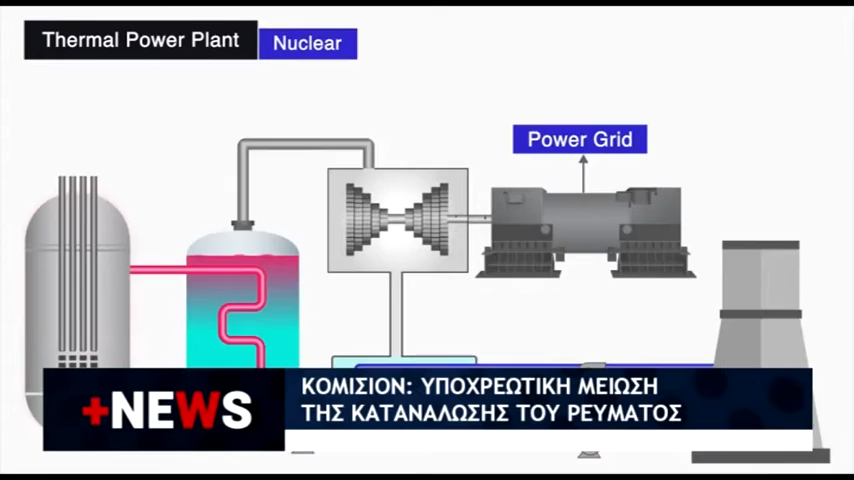 Thermal Power Plant
Nuclear
Power Grid
+NEWS
ΚΟΜΙΣΙΟΝ: ΥΠΟΧΡΕΩΤΙΚΗ ΜΕΙΩΣΗ
ΤΗΣ ΚΑΤΑΝΑΛΩΣΗΣ ΤΟΥ ΡΕΥΜΑΤΟΣ